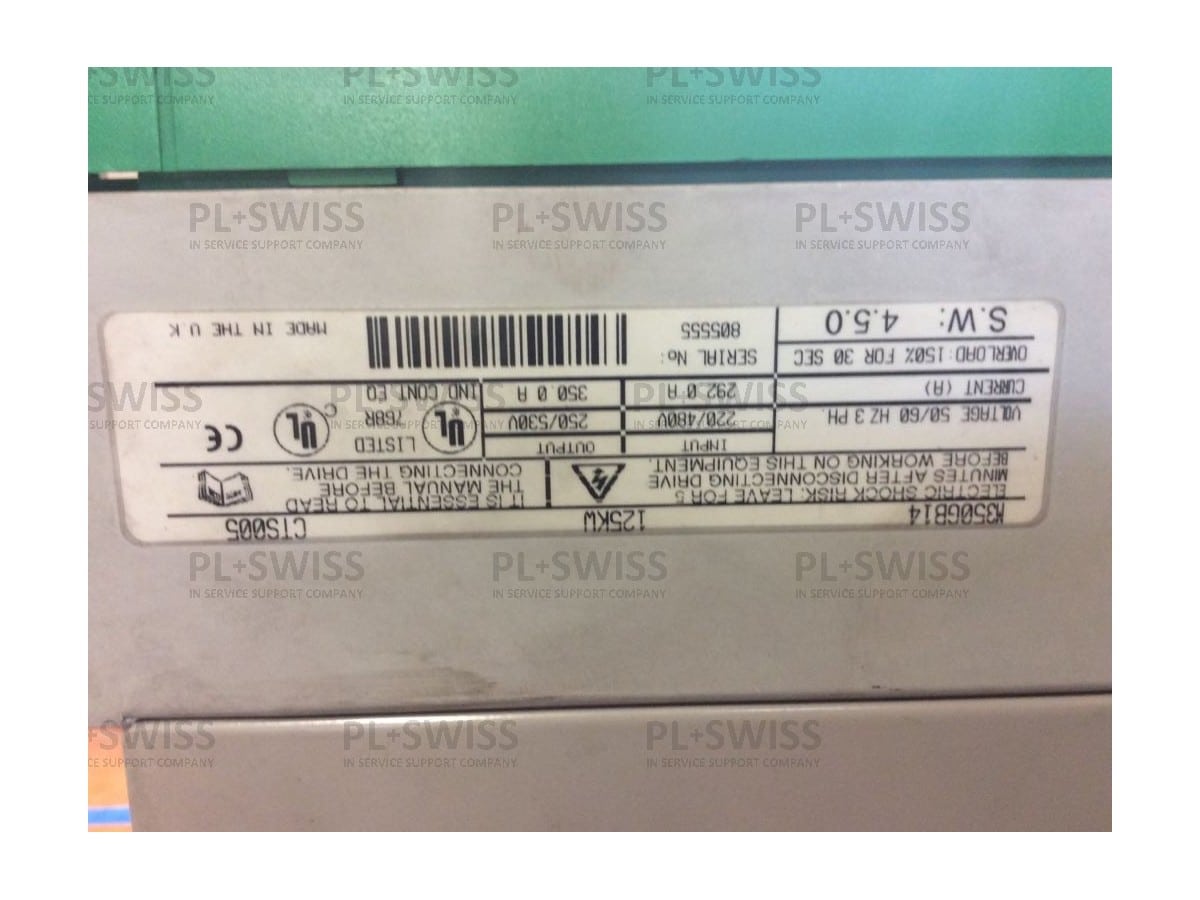 M350GB14 125KW CTS005
ELECTRIC SHOCK RISK: LEAVE FOR 5
MINUTES AFTER DISCONNECTING DRIVE
BEFORE WORKING ON THIS EQUIPMENT.
IT IS ESSENTIAL TO READ
THE MANUAL BEFORE
CONNECTING THE DRIVE.
INPUT OUTPUT
VOLTAGE 50/60 HZ 3 PH. 220/480V 250/530V
CURRENT (A) 292.0 A 350.0 A
UL LISTED
768R
IND.CONT.EQ
C UL
CE
OVERLOAD:150% FOR 30 SEC
S.W: 4.5.0
SERIAL No:
805555
MADE IN THE U.K
PL+SWISS
IN SERVICE SUPPORT COMPANY